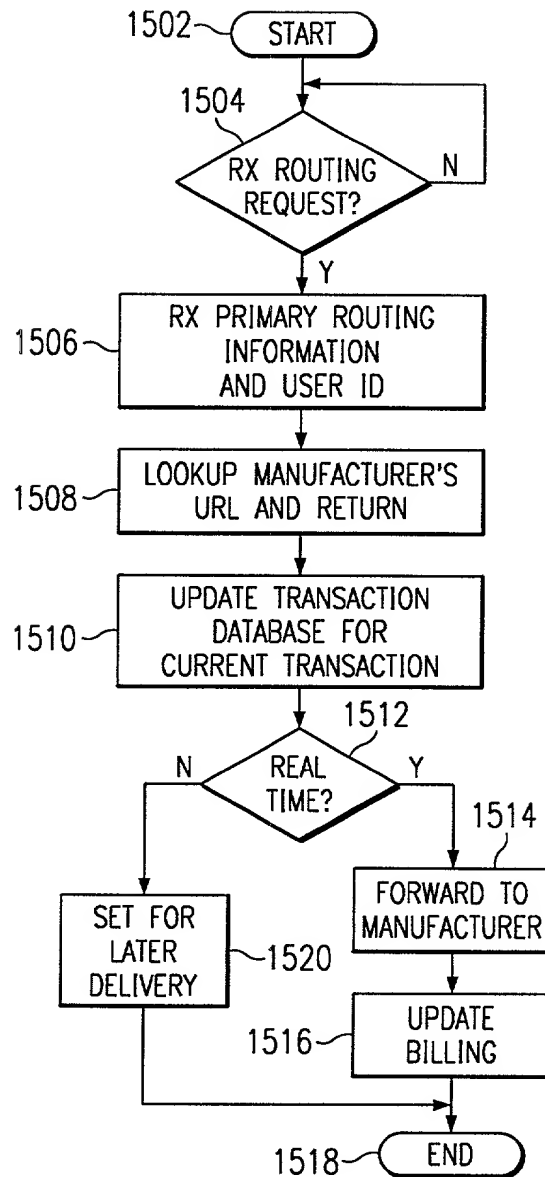 1502
START
1504
RX ROUTING
REQUEST?
N
Y
1506
RX PRIMARY ROUTING
INFORMATION
AND USER ID
1508
LOOKUP MANUFACTURER'S
URL AND RETURN
1510
UPDATE TRANSACTION
DATABASE FOR
CURRENT TRANSACTION
1512
N
REAL
TIME?
Y
1514
FORWARD TO
MANUFACTURER
SET FOR
LATER
DELIVERY
1520
1516
UPDATE
BILLING
1518
END